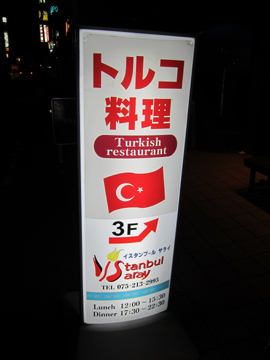 トルコ
料理
Turkish
restaurant
3F
イスタンブール サライ
Istanbul
Saray
TEL 075-213-2995
Lunch 12:00～15:30
Dinner 17:30～22:30